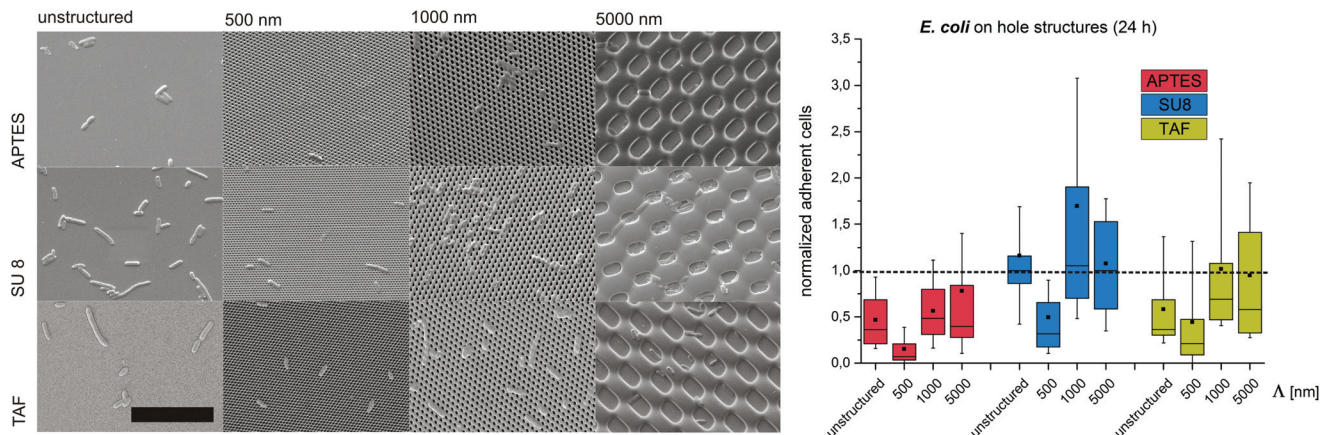 unstructured 500 nm 1000 nm 5000 nm
APTES
SU 8
TAF
E. coli on hole structures (24 h)
normalized adherent cells
3,5
3,0
2,5
2,0
1,5
1,0
0,5
0,0
APTES
SU8
TAF
unstructured 500 1000 5000 unstructured 500 1000 5000 unstructured 500 1000 5000 Λ [nm]